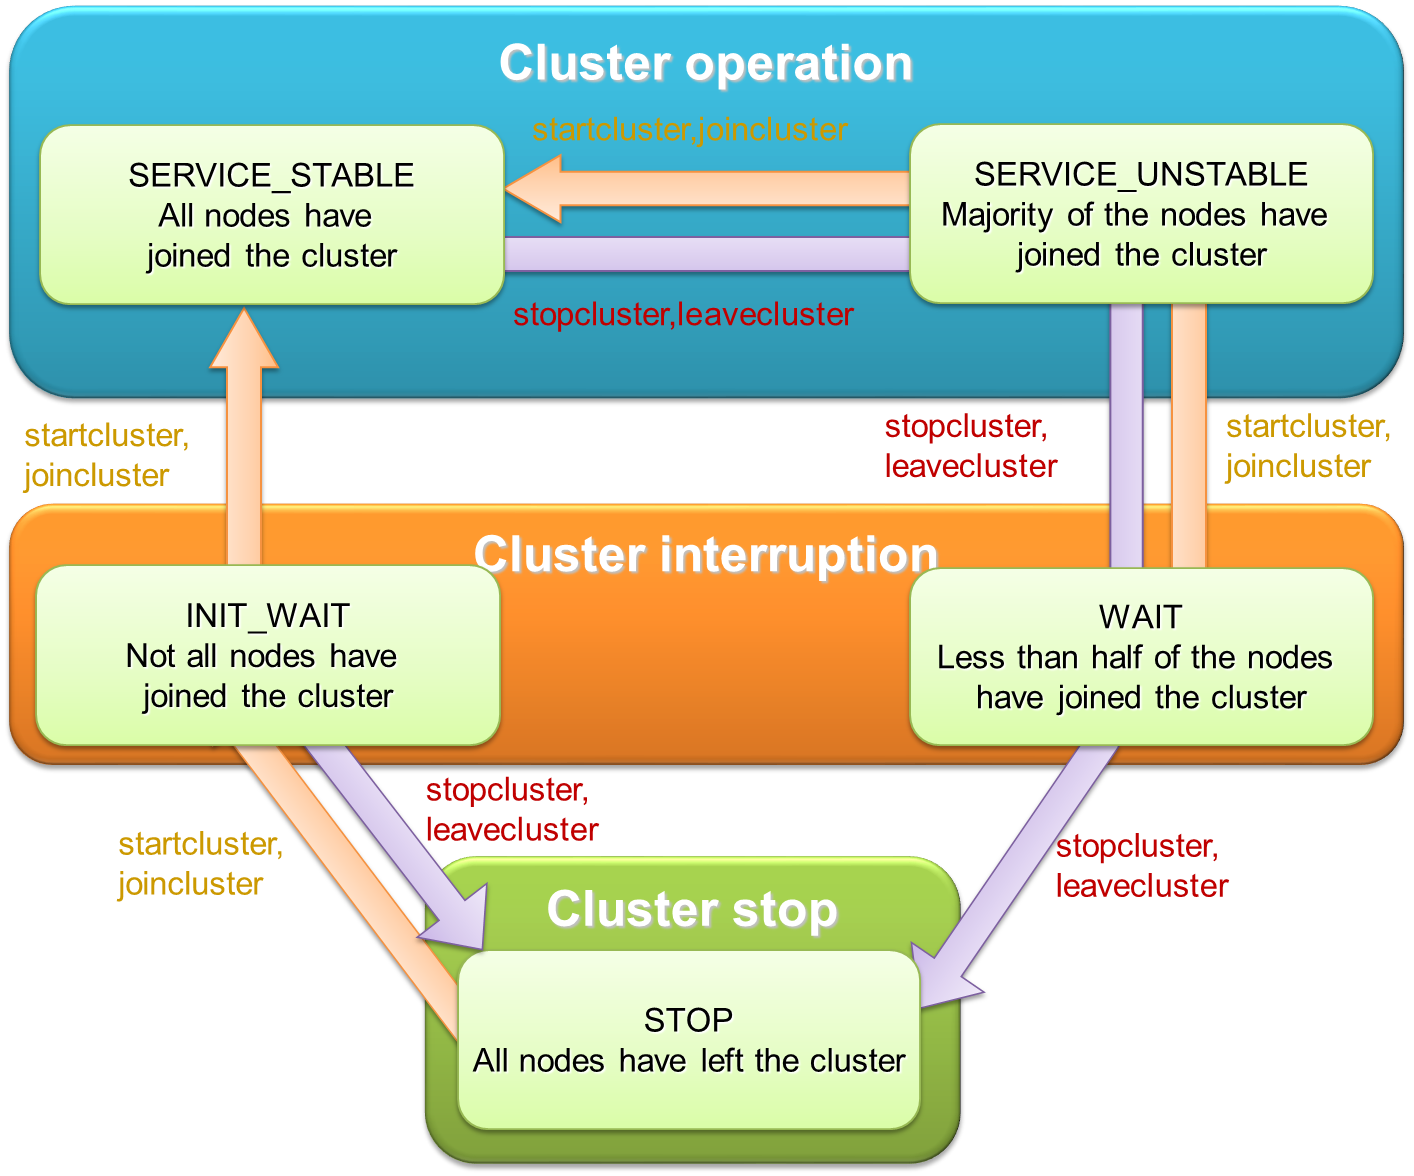 Cluster operation
startcluster,joincluster
SERVICE_STABLE
All nodes have
joined the cluster
SERVICE_UNSTABLE
Majority of the nodes have
joined the cluster
stopcluster,leavecluster
startcluster,
joincluster
stopcluster,
leavecluster
startcluster,
joincluster
Cluster interruption
INIT_WAIT
Not all nodes have
joined the cluster
WAIT
Less than half of the nodes
have joined the cluster
stopcluster,
leavecluster
startcluster,
joincluster
stopcluster,
leavecluster
Cluster stop
STOP
All nodes have left the cluster